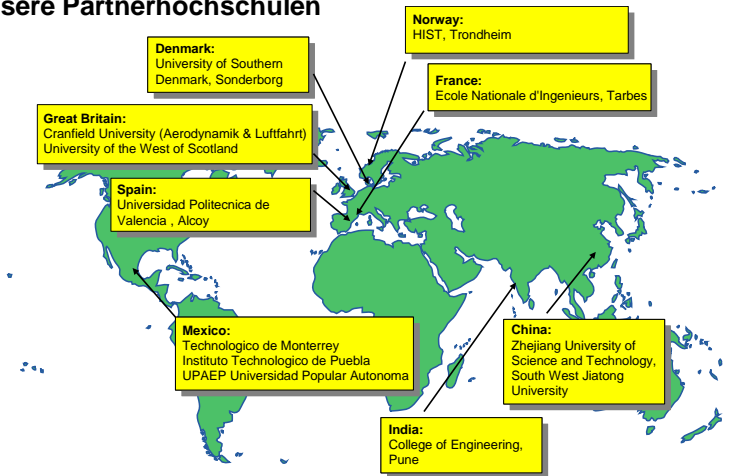 sere Partnerhochschulen
Norway:
HIST, Trondheim
Denmark:
University of Southern
Denmark, Sonderborg
France:
Ecole Nationale d'Ingenieurs, Tarbes
Great Britain:
Cranfield University (Aerodynamik & Luftfahrt)
University of the West of Scotland
Spain:
Universidad Politecnica de
Valencia , Alcoy
Mexico:
Technologico de Monterrey
Instituto Technologico de Puebla
UPAEP Universidad Popular Autonoma
China:
Zhejiang University of
Science and Technology,
South West Jiatong
University
India:
College of Engineering,
Pune